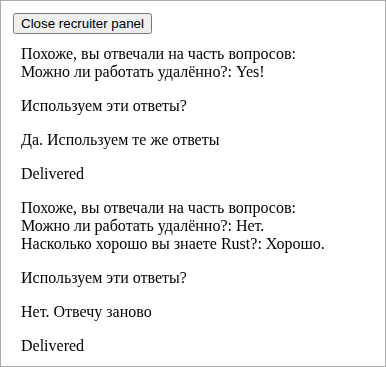 Close recruiter panel
Похоже, вы отвечали на часть вопросов:
Можно ли работать удалённо?: Yes!
Используем эти ответы?
Да. Используем те же ответы
Delivered
Похоже, вы отвечали на часть вопросов:
Можно ли работать удалённо?: Нет.
Насколько хорошо вы знаете Rust?: Хорошо.
Используем эти ответы?
Нет. Отвечу заново
Delivered